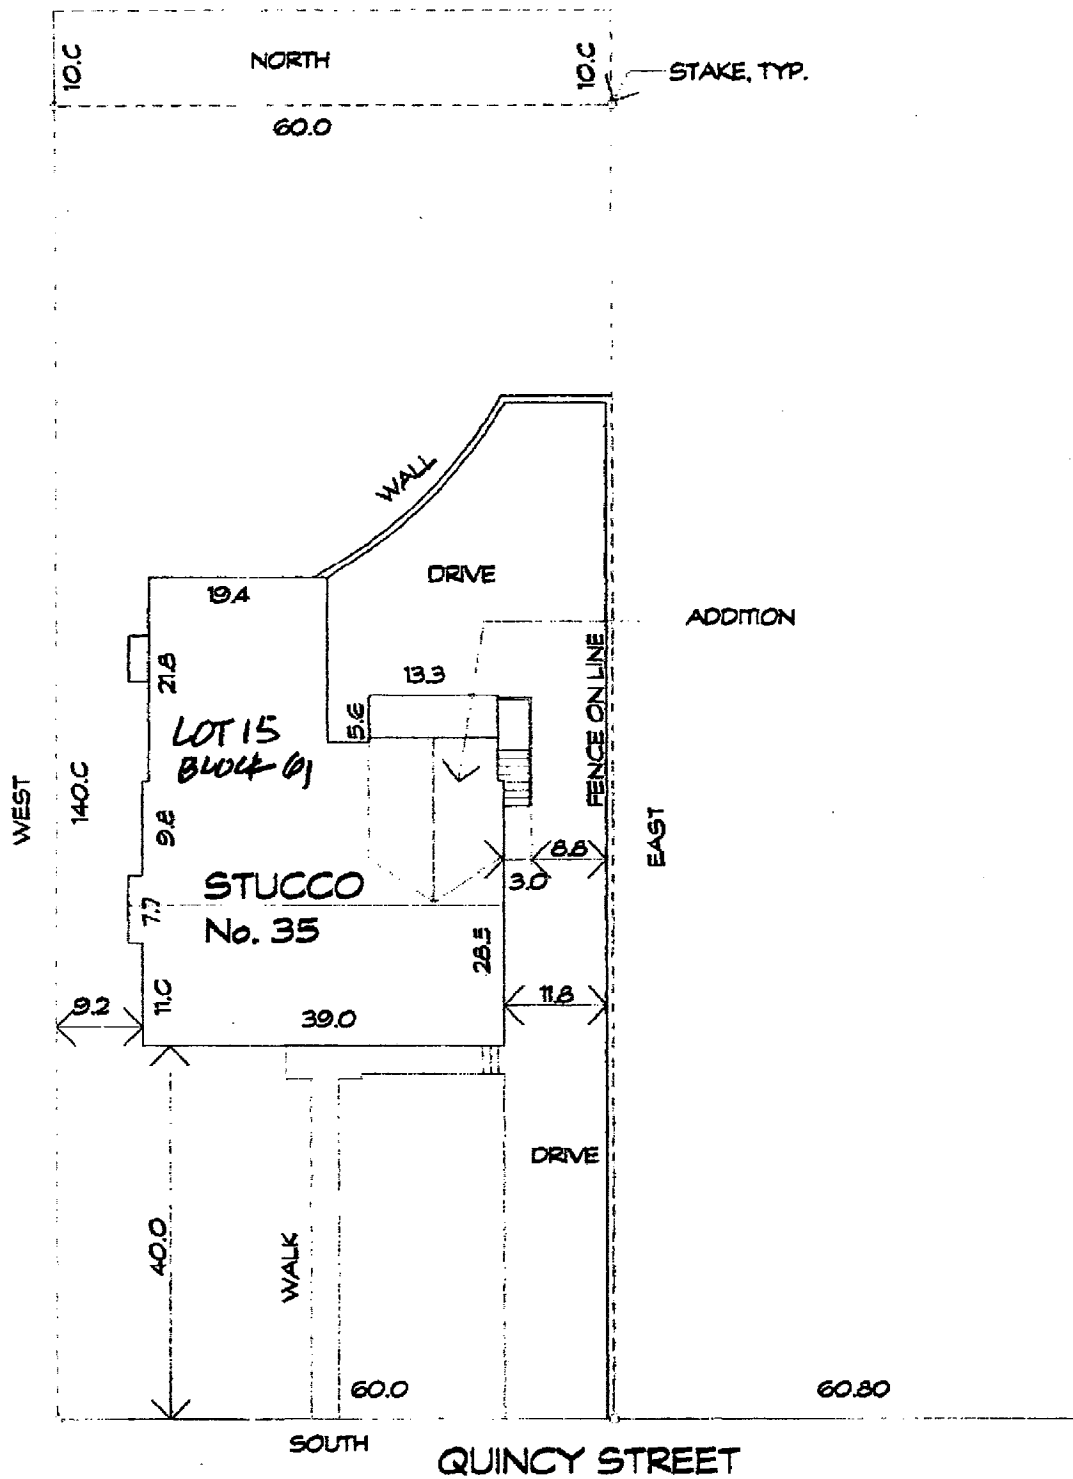 10.0
NORTH
10.0
STAKE, TYP.
60.0
WALL
DRIVE
19.4
ADDITION
21.8
13.3
5.6
FENCE ON LINE
LOT 15
BLOCK 61
WEST
140.0
9.8
EAST
8.8
3.0
STUCCO
No. 35
7.7
28.5
11.0
9.2
39.0
11.8
DRIVE
40.0
WALK
60.0
60.80
SOUTH
QUINCY STREET